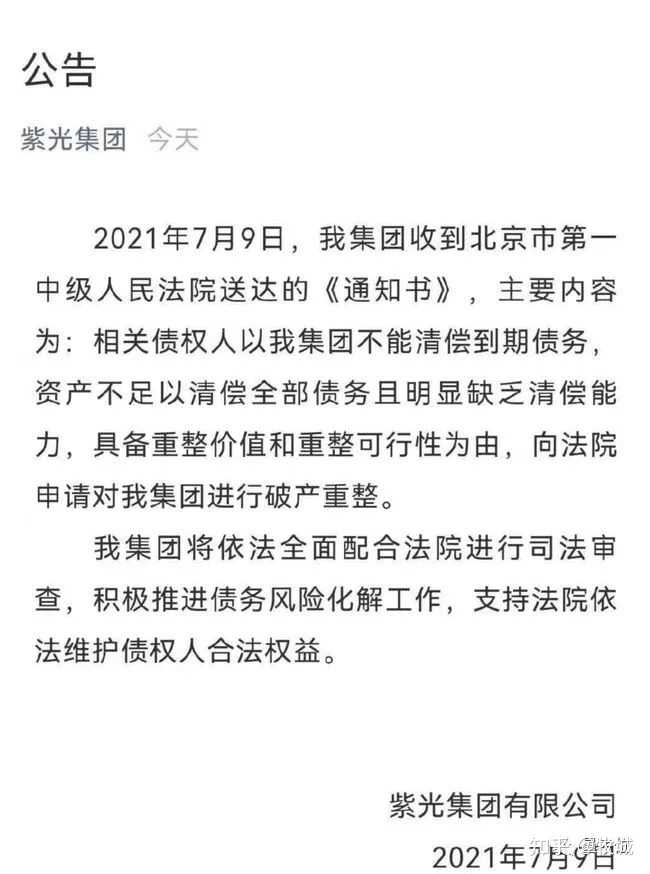 公告
紫光集团 今天
2021年7月9日，我集团收到北京市第一
中级人民法院送达的《通知书》，主要内容
为：相关债权人以我集团不能清偿到期债务，
资产不足以清偿全部债务且明显缺乏清偿能
力，具备重整价值和重整可行性为由，向法院
申请对我集团进行破产重整。
我集团将依法全面配合法院进行司法审
查，积极推进债务风险化解工作，支持法院依
法维护债权人合法权益。
紫光集团有限公司
知乎
2021年7月9日